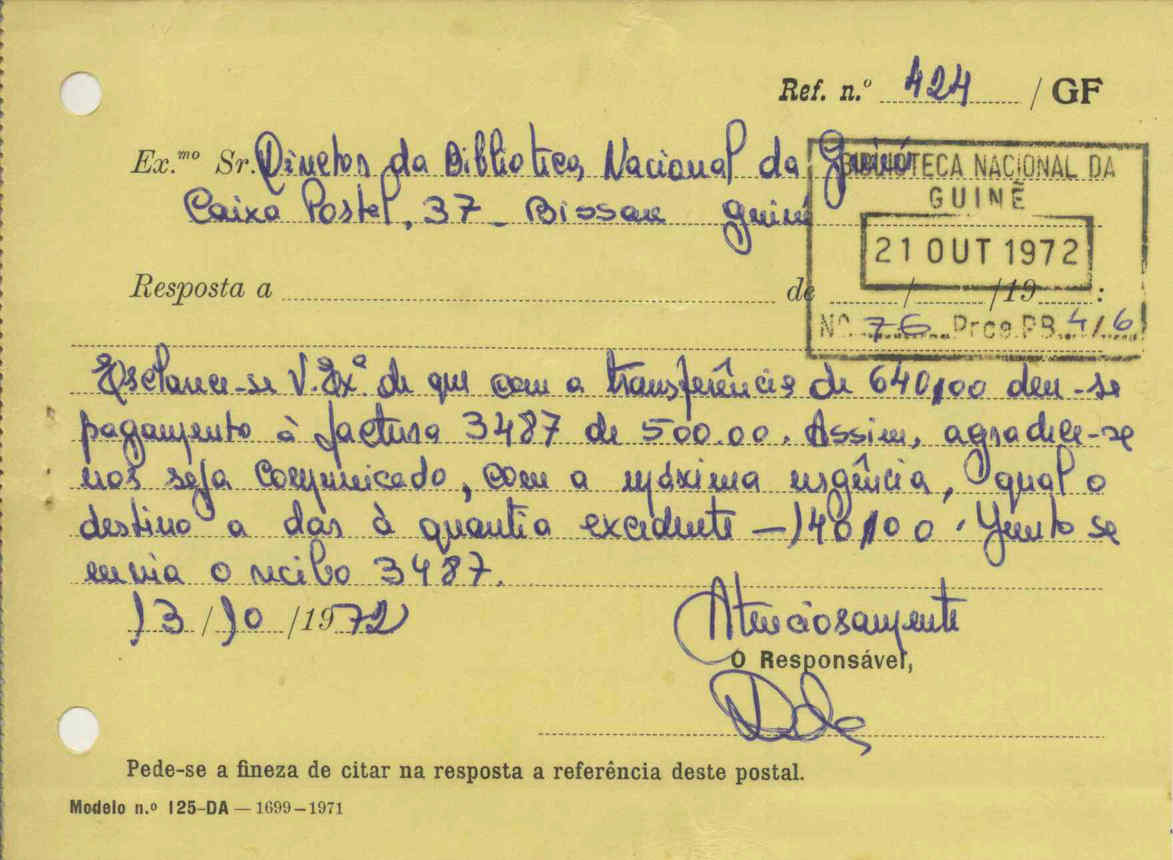 Ref. n.º 424 / GF
Ex.mo Sr. Director da Biblioteca Nacional da Guiné
Caixa Postal, 37 - Bissau Guiné
BIBLIOTECA NACIONAL DA
GUINÉ
21 OUT 1972
Resposta a de / /19 :
Nº. 76 Proc. PB. 4/6
Esclarece-se V. Exª. de que com a transferência de 640,00 deu-se
pagamento à factura 3487 de 500.00. Assim, agradece-se
nos seja comunicado, com a máxima urgência, qual o
destino a dar à quantia excedente - 140,00. Junto se
envia o recibo 3487.
13/10/1972
Atenciosamente
O Responsável,
Pede-se a fineza de citar na resposta a referência deste postal.
Modelo n.º 125-DA — 1699-1971